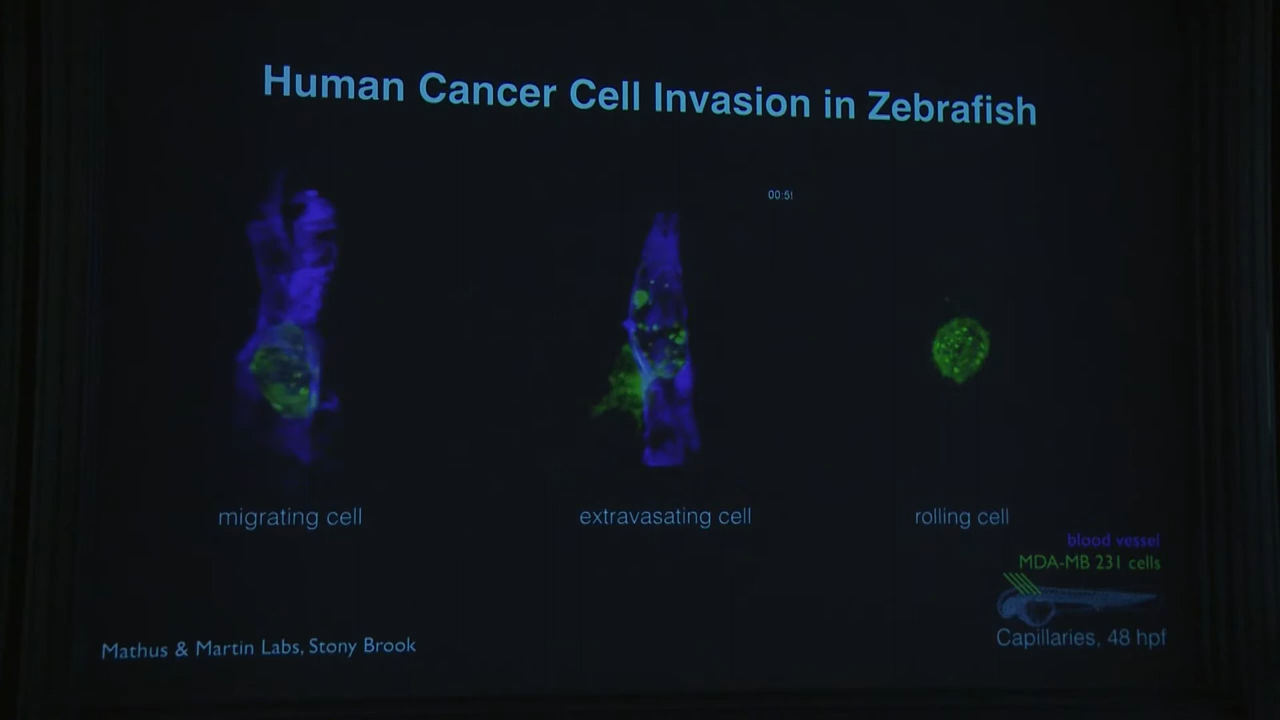 Human Cancer Cell Invasion in Zebrafish
00:5!
migrating cell
extravasating cell
rolling cell
blood vessel
MDA-MB 231 cells
Capillaries, 48 hpf
Mathus & Martin Labs, Stony Brook